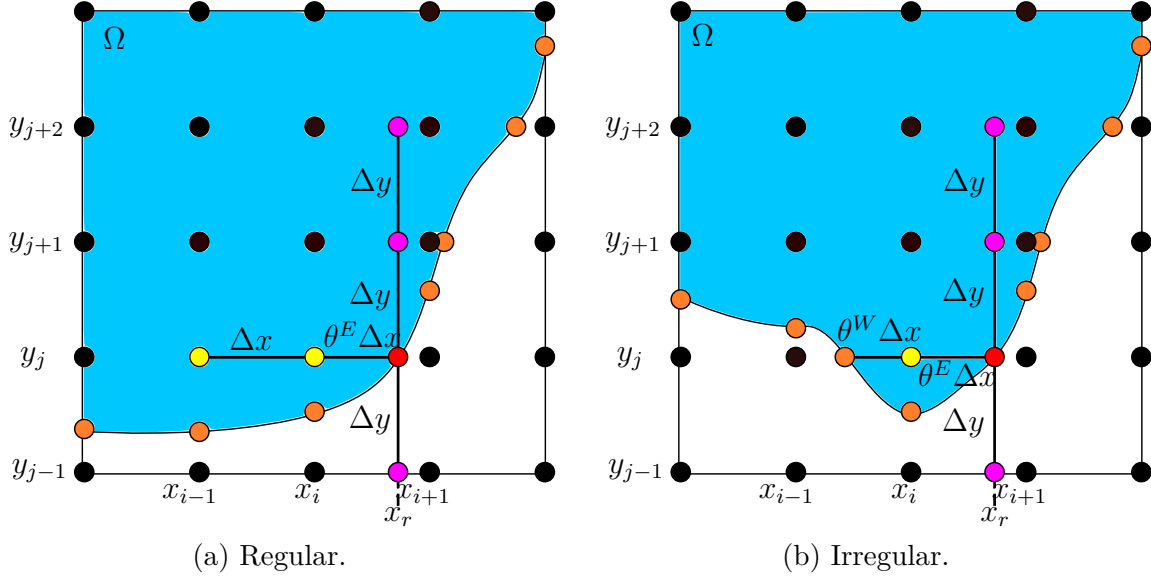 Ω
y_{j+2}
Δy
y_{j+1}
Δy
Δx
θ^E Δx
y_j
Δy
y_{j-1}
x_{i-1}
x_i
x_{i+1}
x_r
(a) Regular.
Ω
y_{j+2}
Δy
y_{j+1}
Δy
θ^W Δx
y_j
θ^E Δx
Δy
y_{j-1}
x_{i-1}
x_i
x_{i+1}
x_r
(b) Irregular.